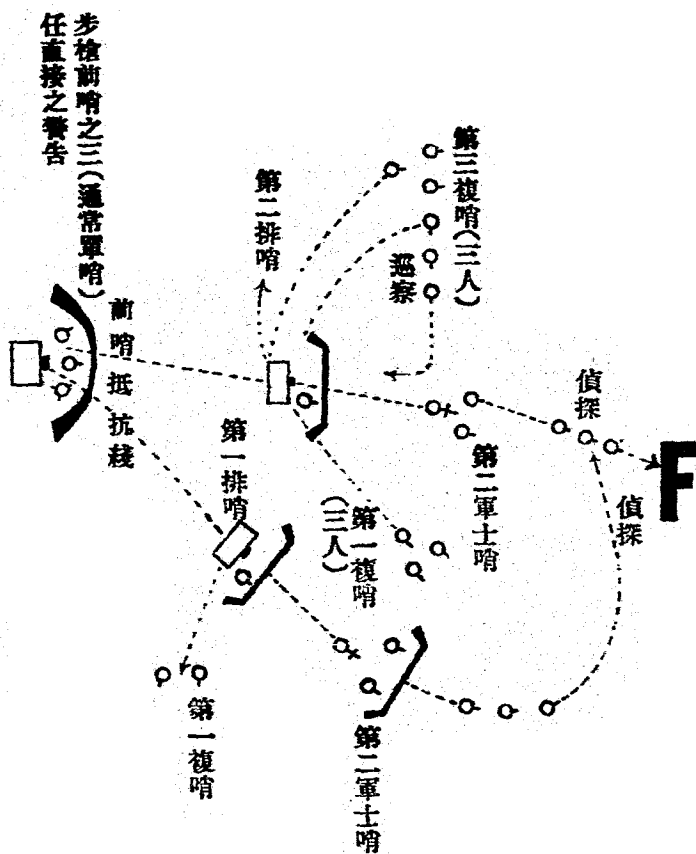 步槍前哨之三(通常單哨)
任直接之警告
前哨抵抗綫
第二排哨
第三複哨(三人)
巡察
偵探
偵探
F
第二軍士哨
第一複哨
(三人)
第一排哨
第一複哨
第二軍士哨